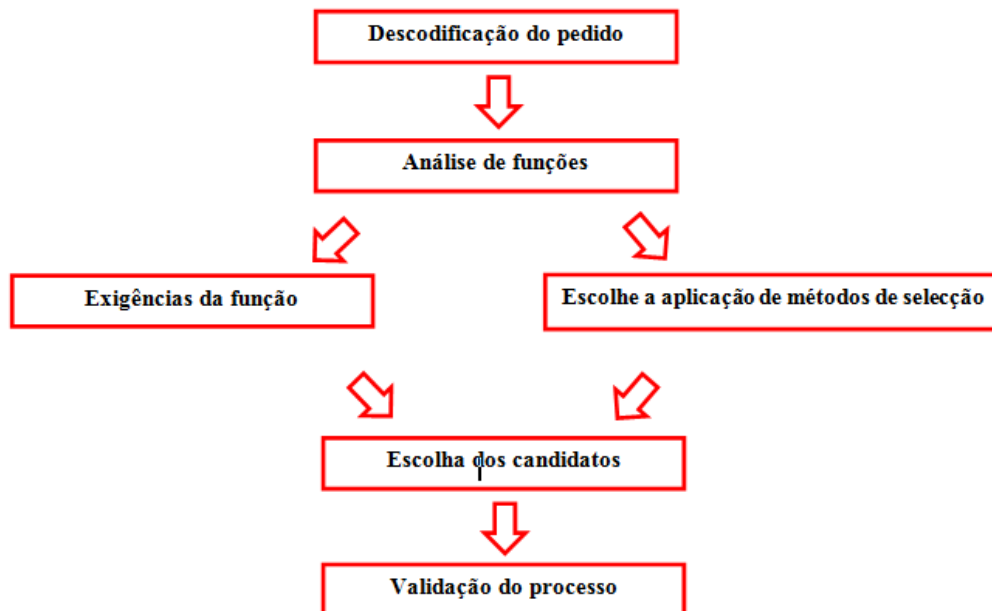 Descodificação do pedido
Análise de funções
Exigências da função
Escolhe a aplicação de métodos de selecção
Escolha dos candidatos
Validação do processo